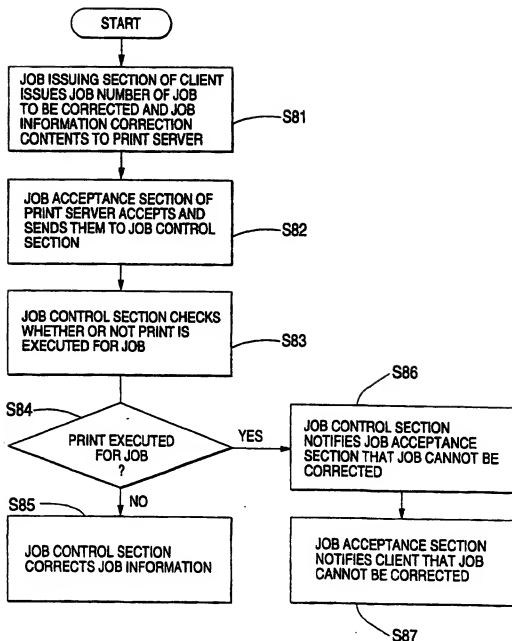 START
JOB ISSUING SECTION OF CLIENT
ISSUES JOB NUMBER OF JOB
TO BE CORRECTED AND JOB
INFORMATION CORRECTION
CONTENTS TO PRINT SERVER
S81
JOB ACCEPTANCE SECTION OF
PRINT SERVER ACCEPTS AND
SENDS THEM TO JOB CONTROL
SECTION
S82
JOB CONTROL SECTION CHECKS
WHETHER OR NOT PRINT IS
EXECUTED FOR JOB
S83
S84
PRINT EXECUTED
FOR JOB
?
YES
NO
S86
JOB CONTROL SECTION
NOTIFIES JOB ACCEPTANCE
SECTION THAT JOB CANNOT BE
CORRECTED
S85
JOB CONTROL SECTION
CORRECTS JOB INFORMATION
JOB ACCEPTANCE SECTION
NOTIFIES CLIENT THAT JOB
CANNOT BE CORRECTED
S87